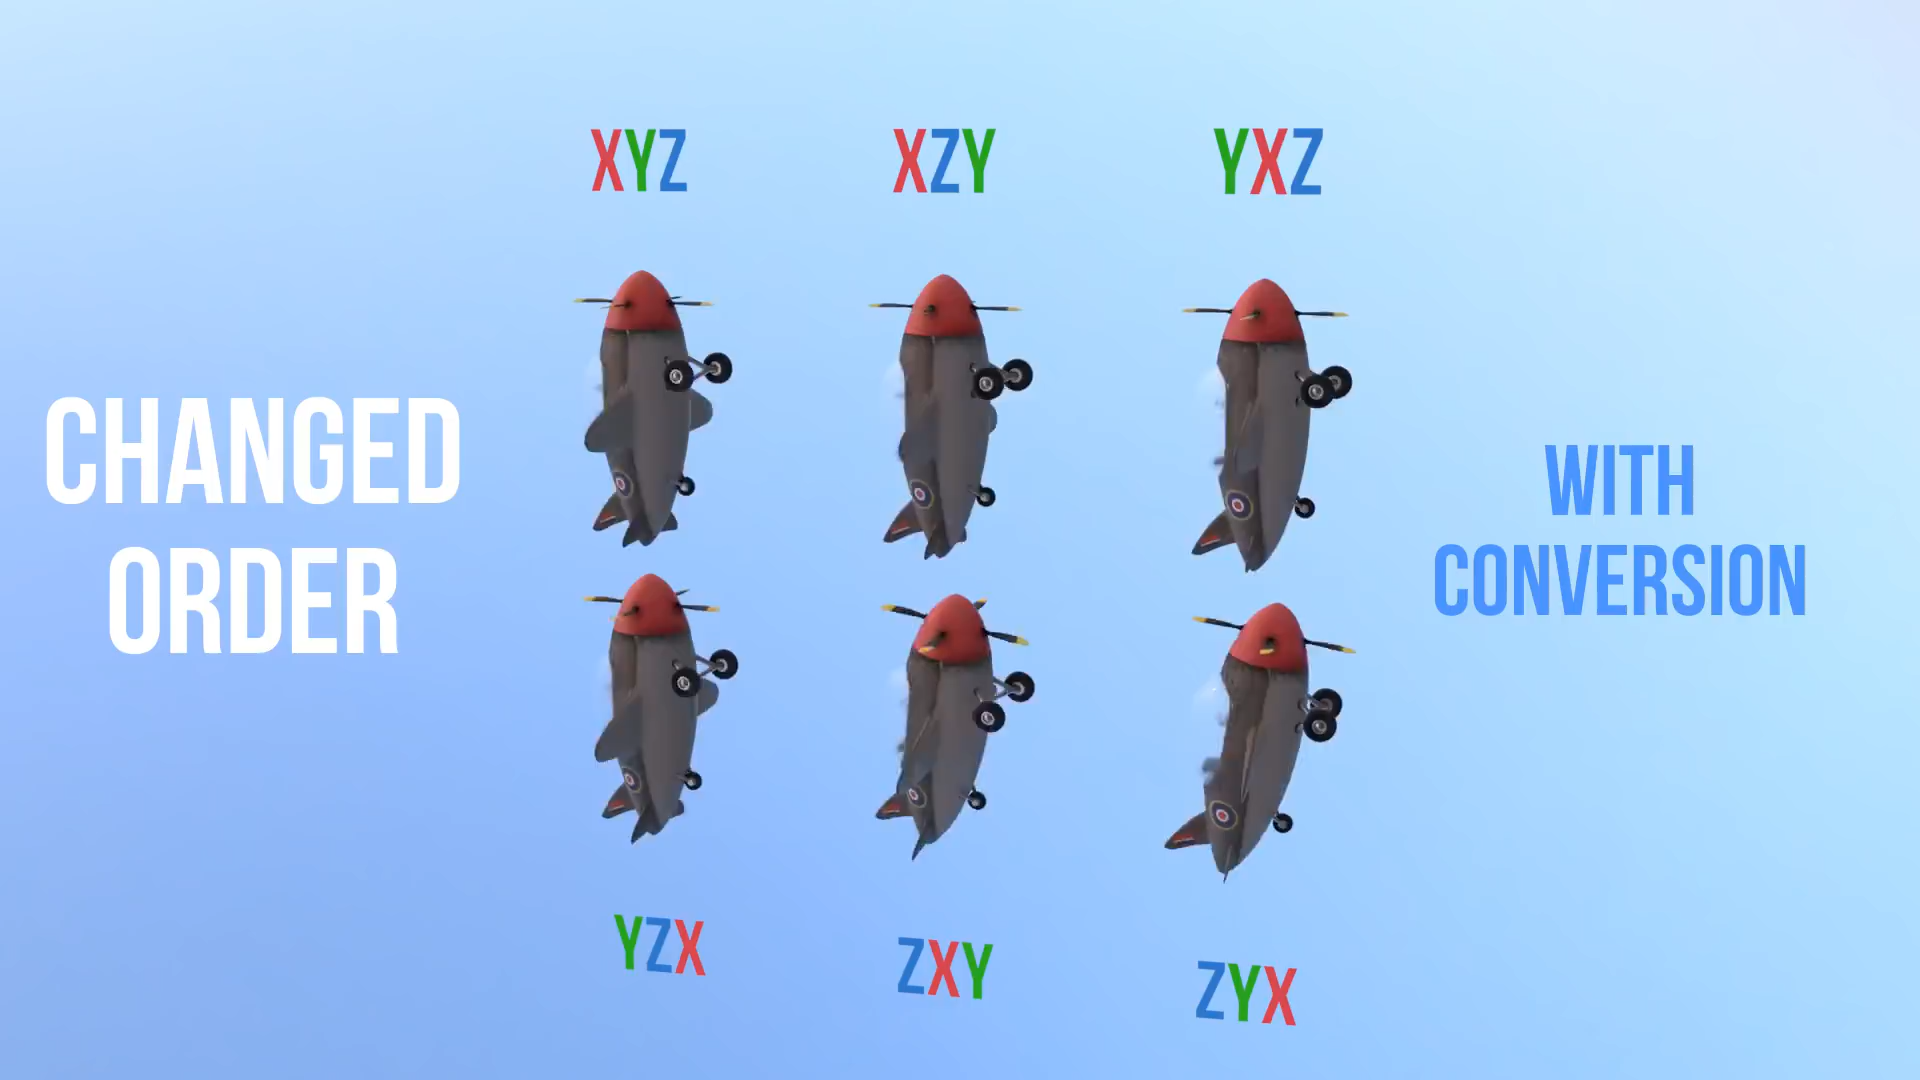 XYZ
XZY
YXZ
CHANGED
ORDER
WITH
CONVERSION
YZX
ZXY
ZYX